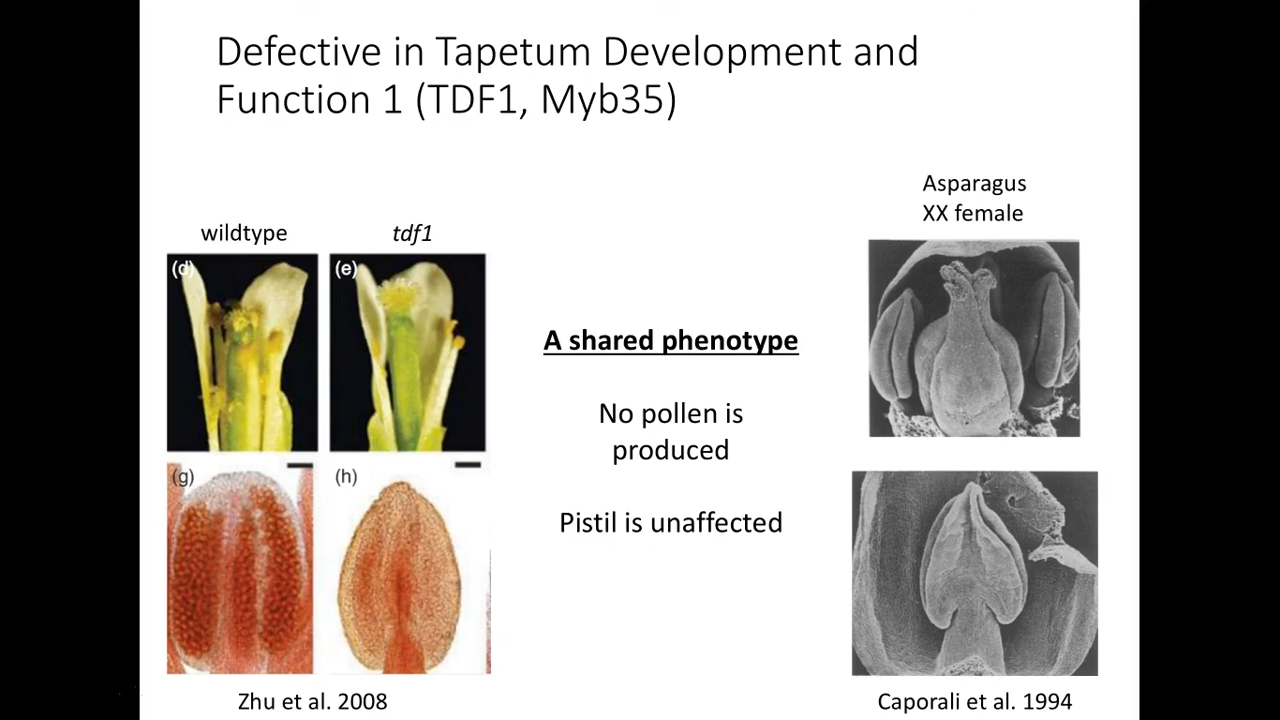 Defective in Tapetum Development and
Function 1 (TDF1, Myb35)
Asparagus
XX female
wildtype
tdf1
(d)
(e)
A shared phenotype
No pollen is
produced
(g)
(h)
Pistil is unaffected
Zhu et al. 2008
Caporali et al. 1994